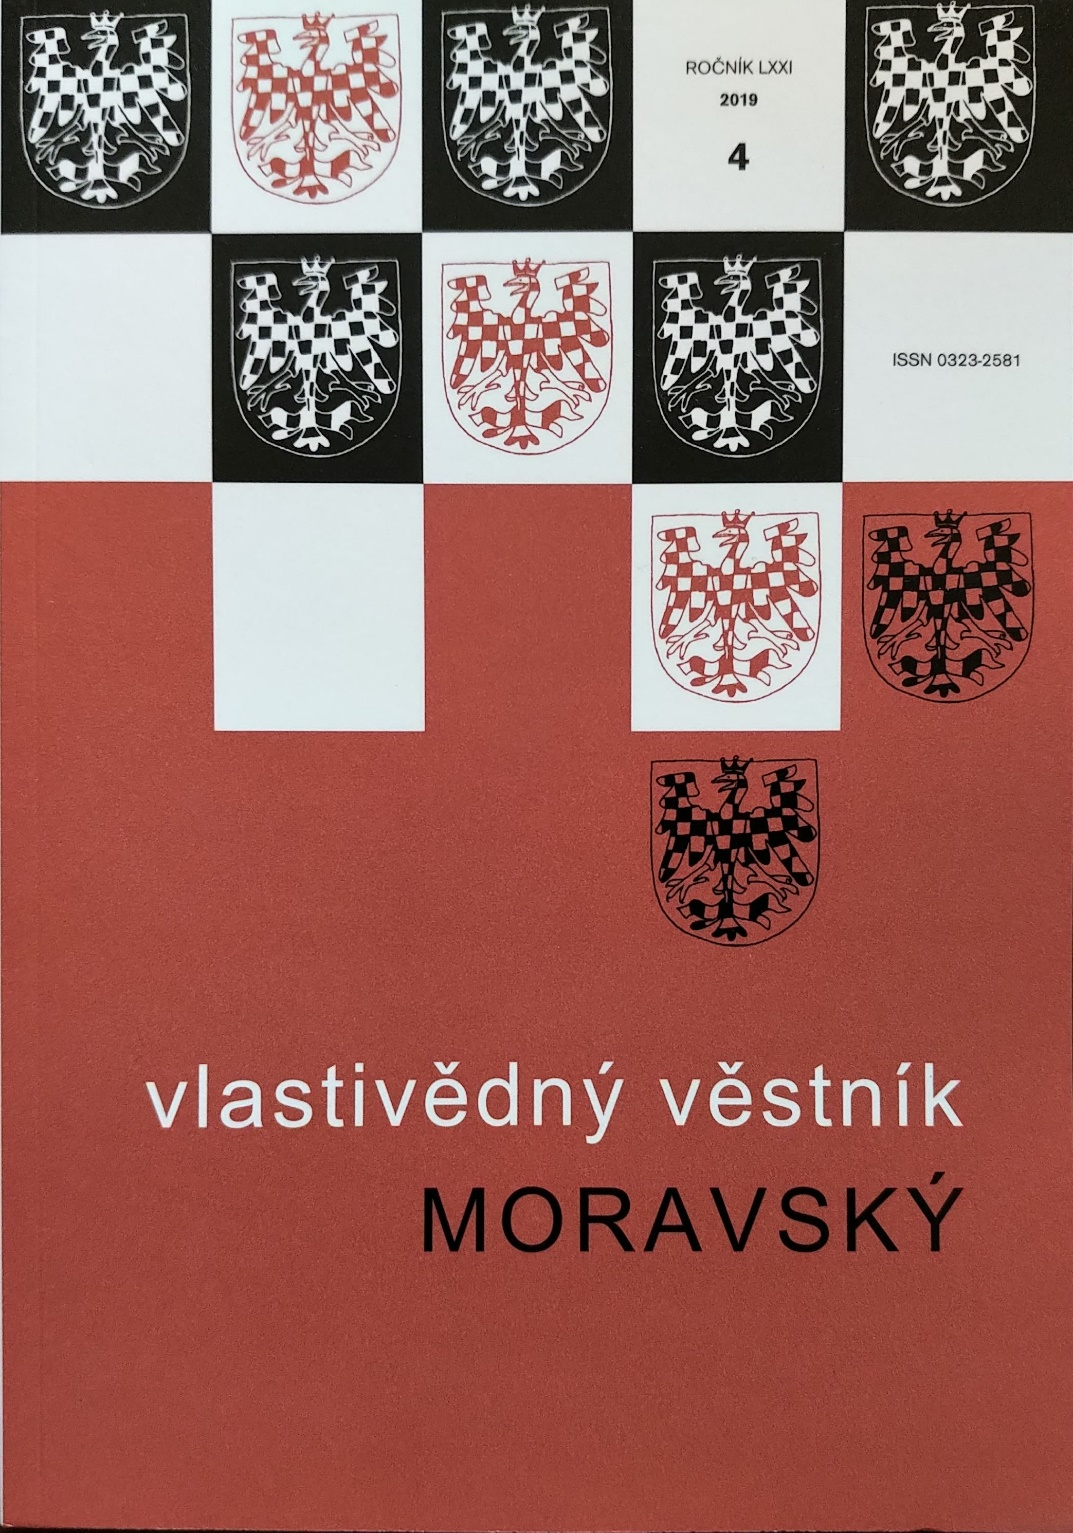 ROČNÍK LXXI
2019
4
ISSN 0323-2581
vlastivědný věstník
MORAVSKÝ